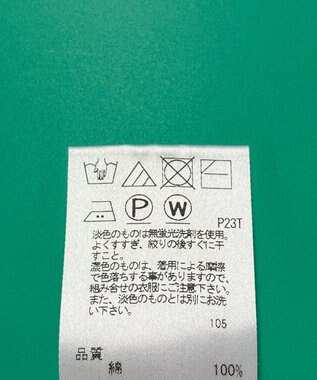 P W P23T
淡色のものは無蛍光洗剤を使用。
よくすすぎ、絞りの後すぐに干
すこと。
濃色のものは、着用による摩擦
で色落ちする事がありますので、
組み合せの衣服にご注意下さい。
また、淡色のものとは別にお洗
い下さい。
105
品質
綿 100%